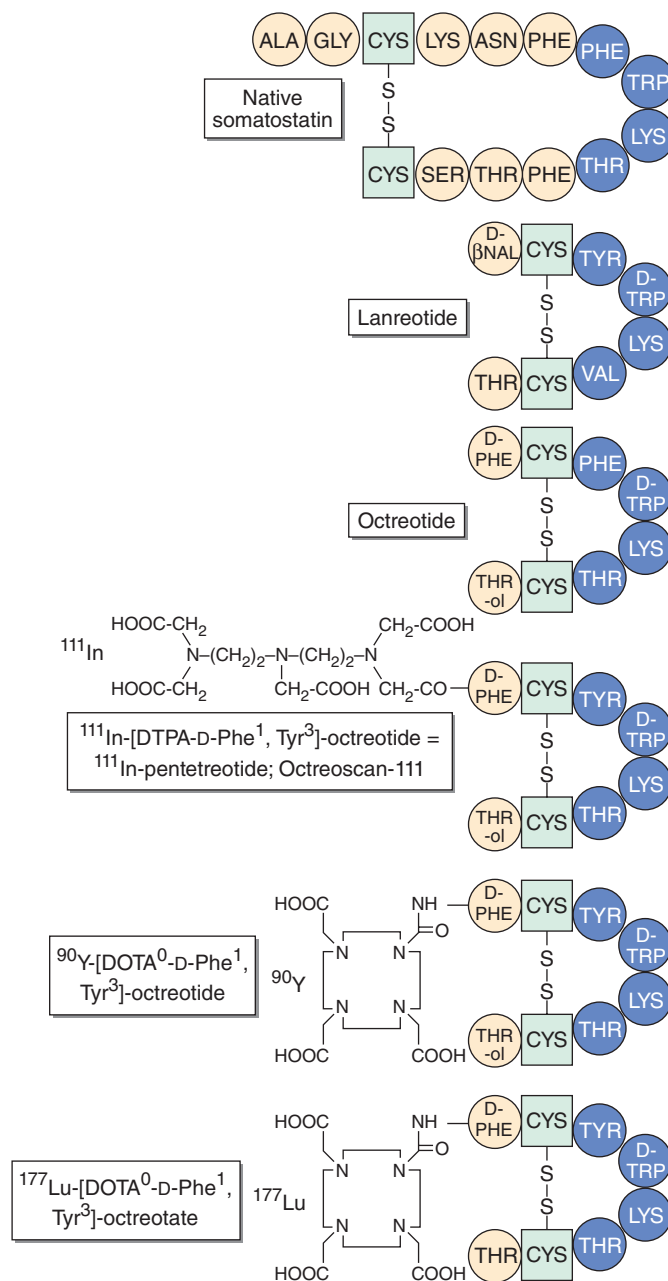 ALA GLY CYS LYS ASN PHE PHE TRP LYS THR
S
S
Native
somatostatin
CYS SER THR PHE
D-
βNAL CYS TYR D-
TRP
LYS
VAL
S
S
Lanreotide
THR CYS
D-
PHE CYS PHE D-
TRP
LYS
THR
S
S
Octreotide
THR
-ol CYS
HOOC-CH₂ CH₂-COOH
¹¹¹In N-(CH₂)₂-N-(CH₂)₂-N
HOOC-CH₂ CH₂-COOH CH₂-CO D-
PHE CYS TYR D-
TRP
LYS
THR
S
S
¹¹¹In-[DTPA-D-Phe¹, Tyr³]-octreotide =
¹¹¹In-pentetreotide; Octreoscan-111
THR
-ol CYS
HOOC NH D-
PHE CYS TYR D-
TRP
LYS
THR
O
N N
S
S
⁹⁰Y-[DOTA⁰-D-Phe¹,
Tyr³]-octreotide
⁹⁰Y
N N
HOOC COOH THR
-ol CYS
HOOC NH D-
PHE CYS TYR D-
TRP
LYS
THR
O
N N
S
S
¹⁷⁷Lu-[DOTA⁰-D-Phe¹,
Tyr³]-octreotate
¹⁷⁷Lu
N N
HOOC COOH THR CYS